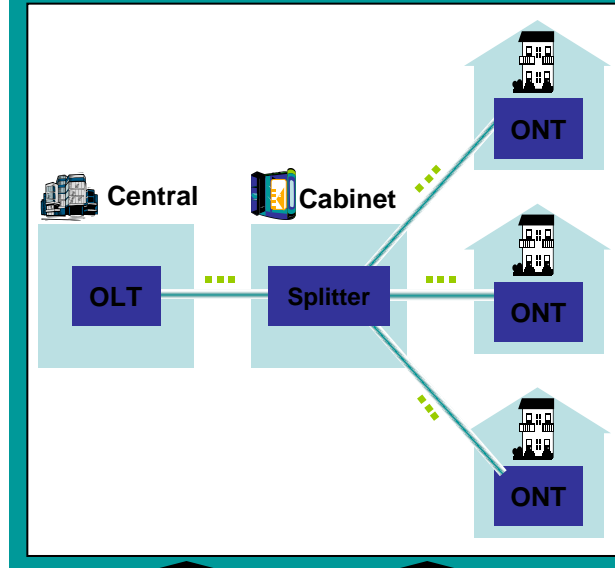 ONT
Central
Cabinet
OLT
Splitter
ONT
ONT